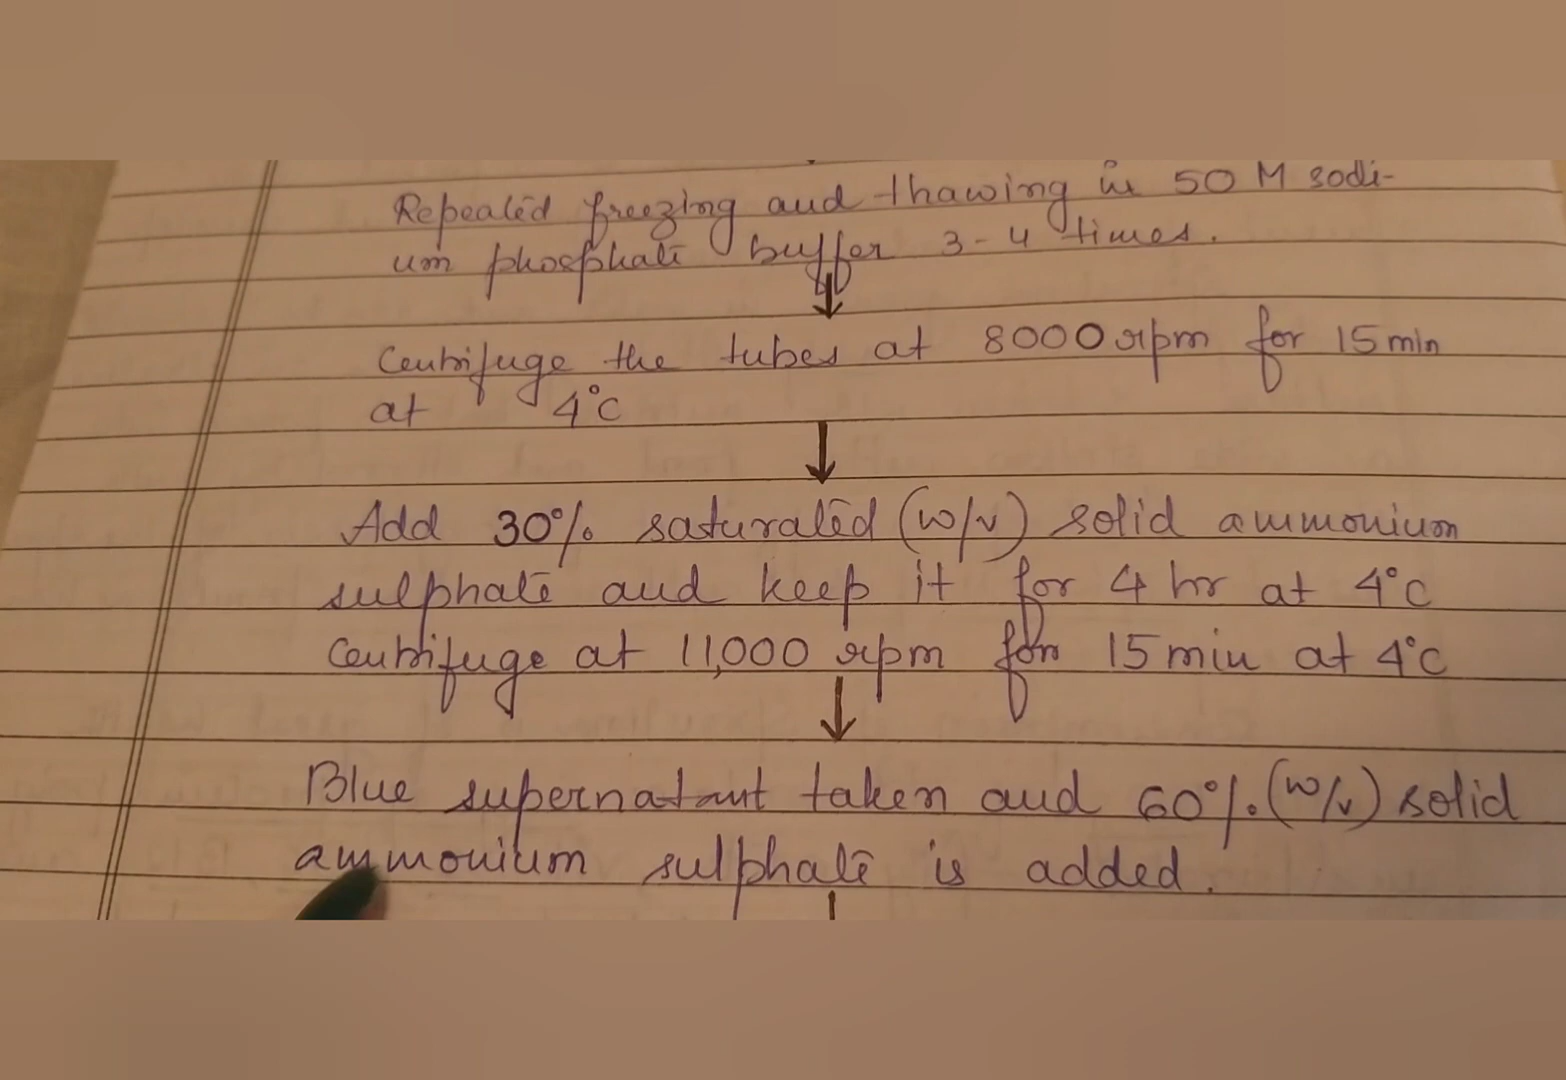 Repeated freezing and thawing in 50 M sodi-
um phosphate buffer 3-4 times.
Centrifuge the tubes at 8000 rpm for 15 min
at 4°C
Add 30% saturated (w/v) solid ammonium
sulphate and keep it for 4 hr at 4°C
Centrifuge at 11,000 rpm for 15 min at 4°C
Blue supernatant taken and 60% (w/v) solid
ammonium sulphate is added.